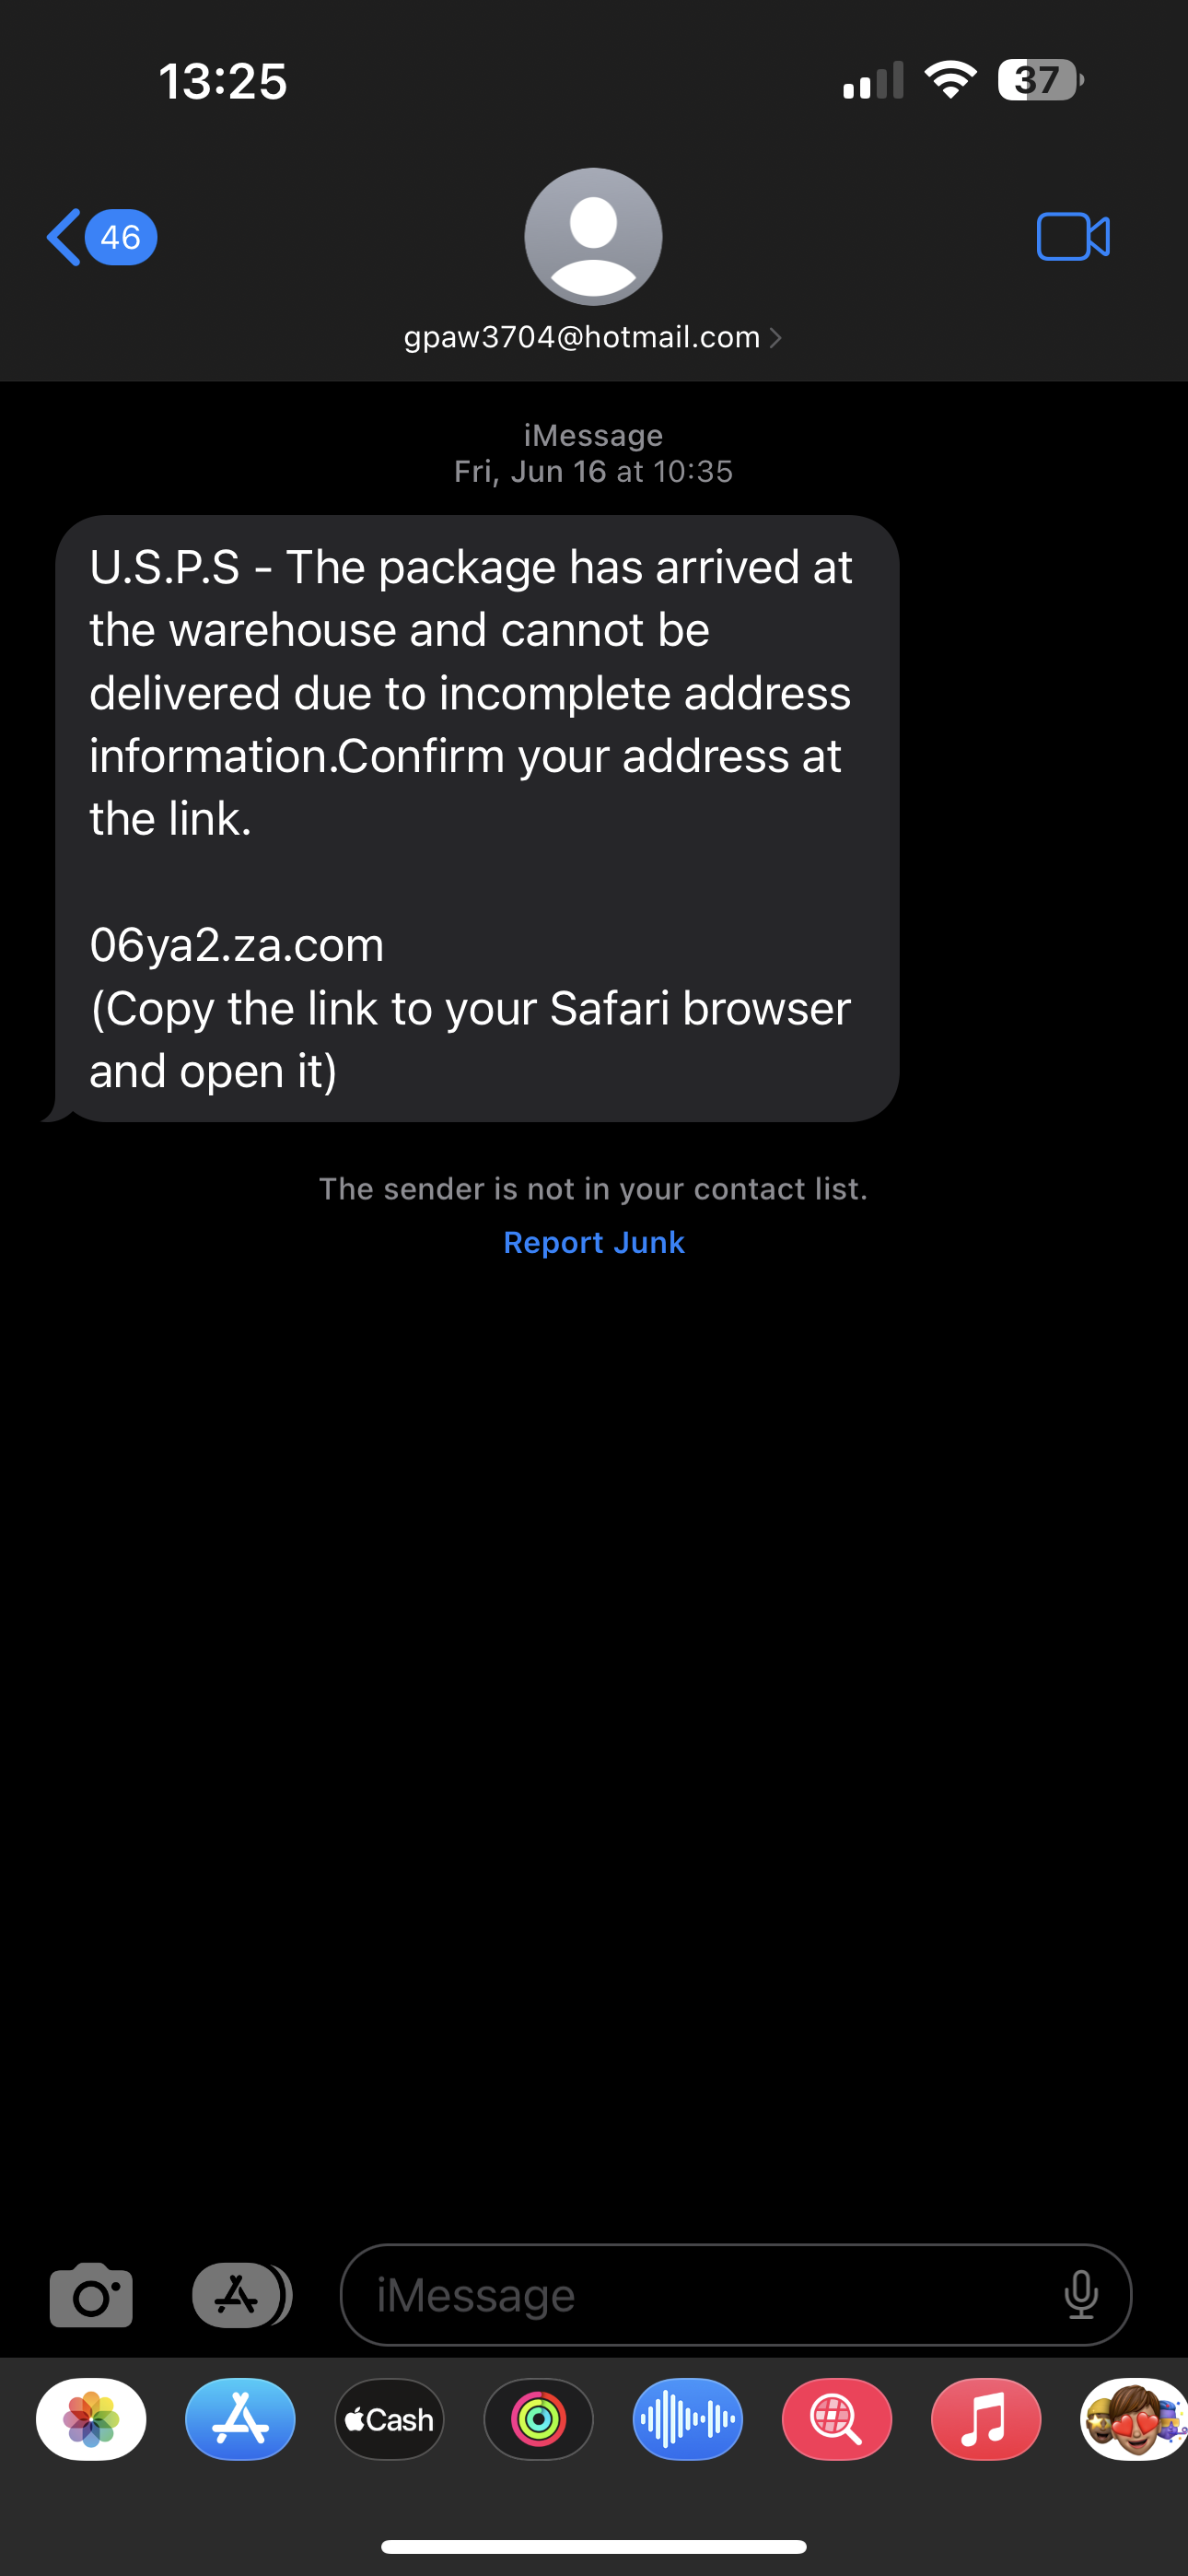 13:25
37
46
gpaw3704@hotmail.com
iMessage
Fri, Jun 16 at 10:35
U.S.P.S - The package has arrived at
the warehouse and cannot be
delivered due to incomplete address
information.Confirm your address at
the link.
06ya2.za.com
(Copy the link to your Safari browser
and open it)
The sender is not in your contact list.
Report Junk
iMessage
Cash